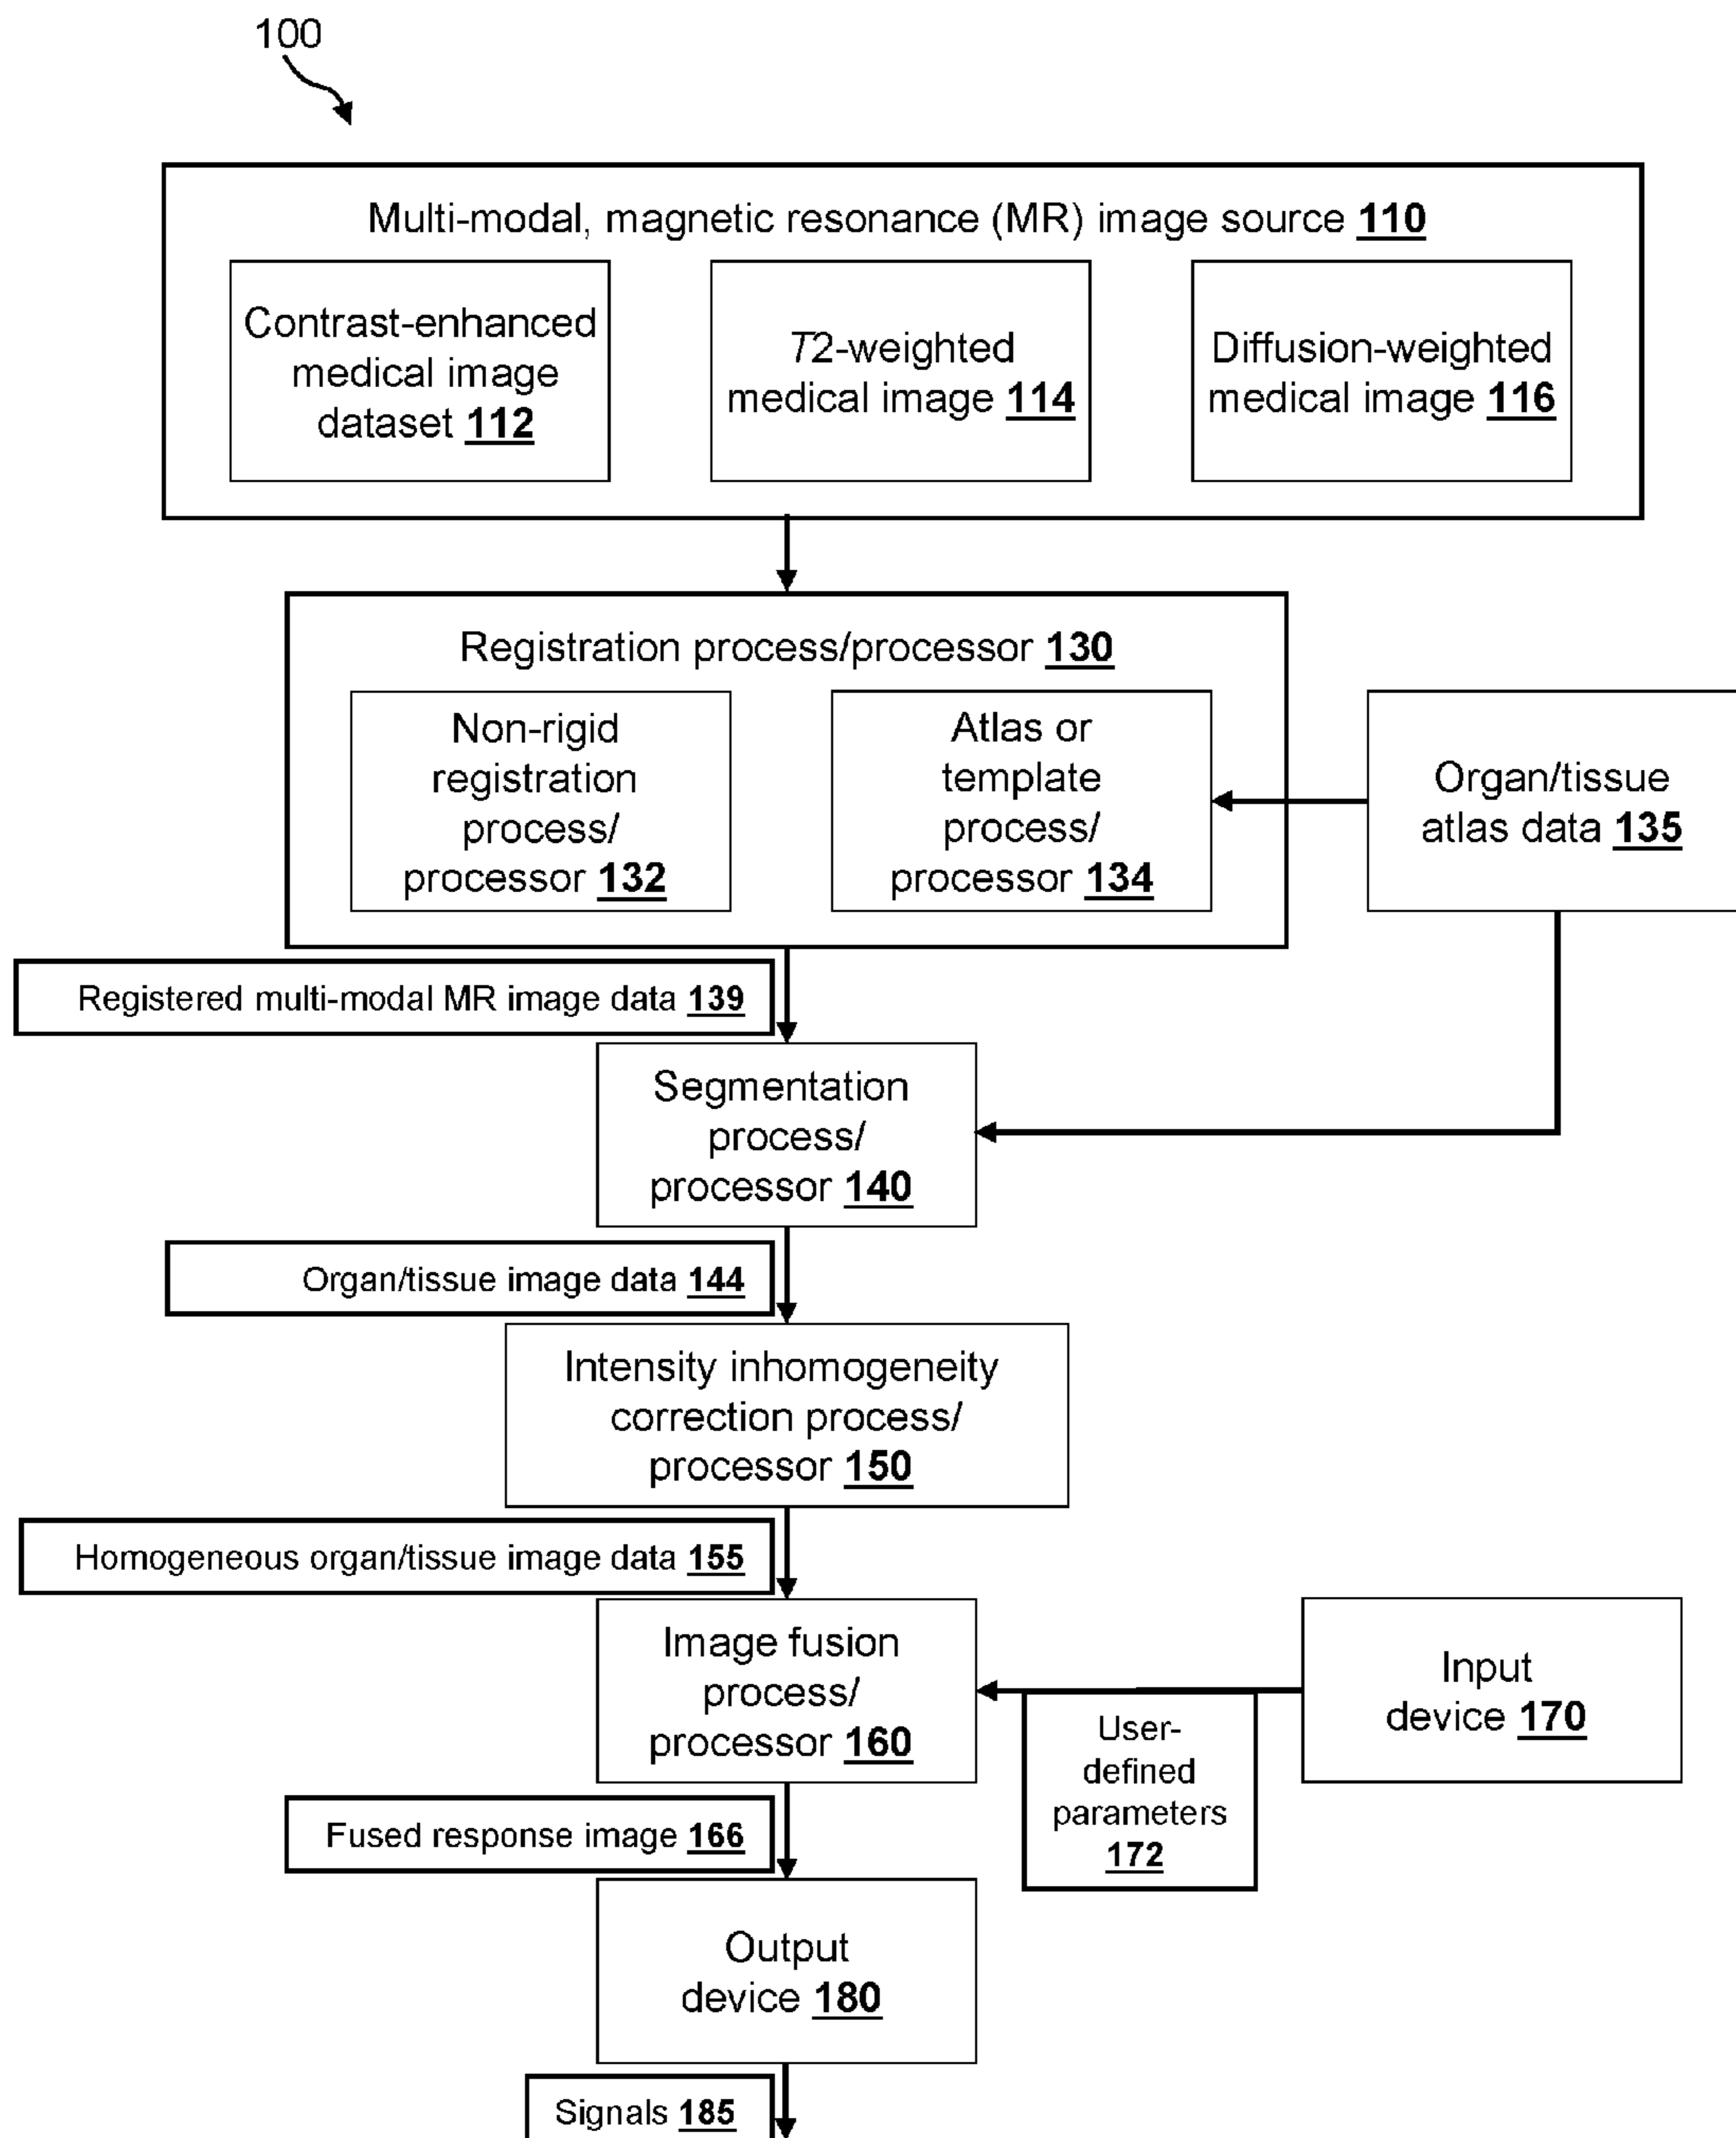 100
Multi-modal, magnetic resonance (MR) image source 110
Contrast-enhanced
medical image
dataset 112
T2-weighted
medical image 114
Diffusion-weighted
medical image 116
Registration process/processor 130
Non-rigid
registration
process/
processor 132
Atlas or
template
process/
processor 134
Organ/tissue
atlas data 135
Registered multi-modal MR image data 139
Segmentation
process/
processor 140
Organ/tissue image data 144
Intensity inhomogeneity
correction process/
processor 150
Homogeneous organ/tissue image data 155
Image fusion
process/
processor 160
Input
device 170
User-
defined
parameters
172
Fused response image 166
Output
device 180
Signals 185